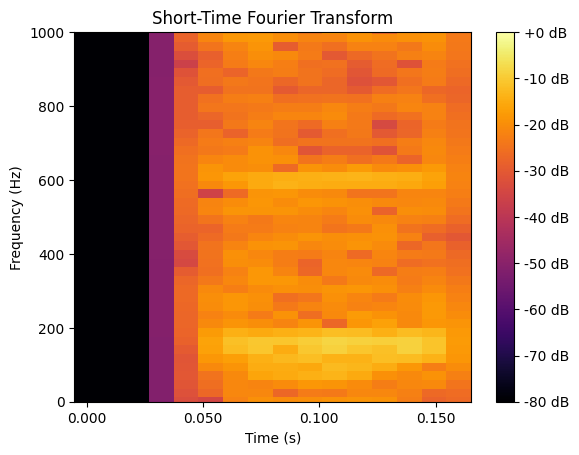 Short-Time Fourier Transform
1000
800
600
400
200
0
Frequency (Hz)
0.000
0.050
0.100
0.150
Time (s)
+0 dB
-10 dB
-20 dB
-30 dB
-40 dB
-50 dB
-60 dB
-70 dB
-80 dB